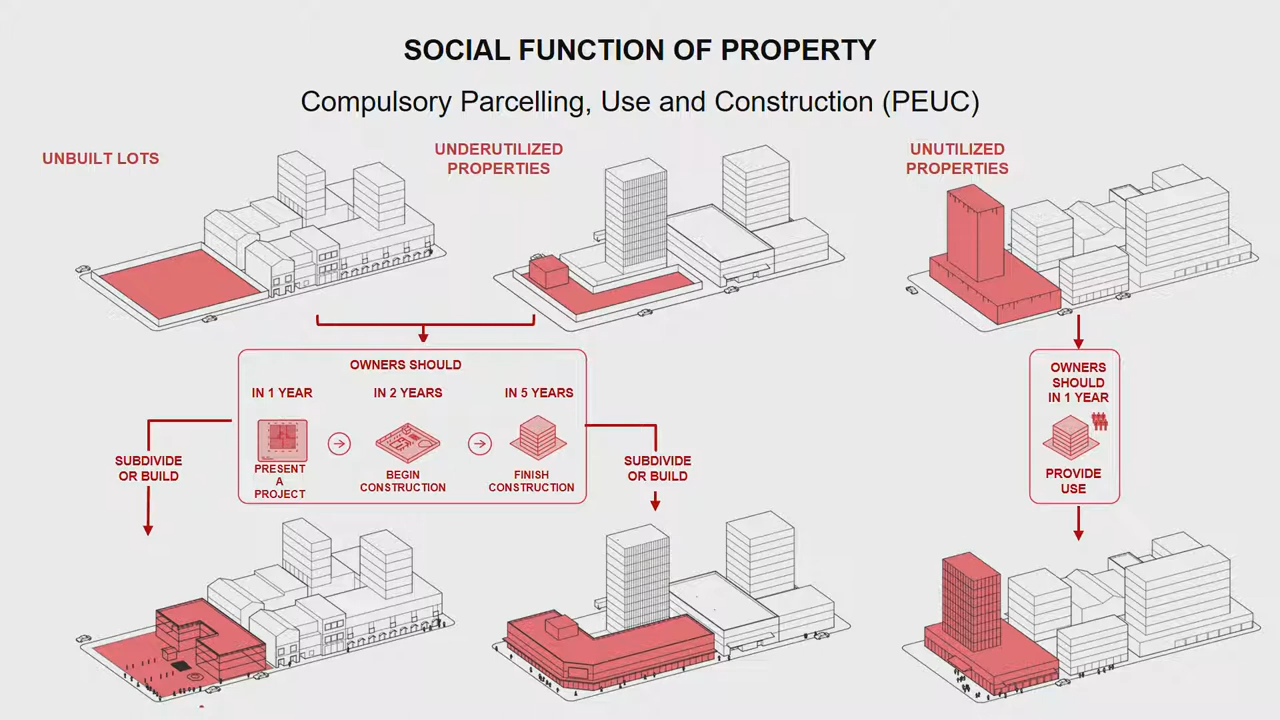 SOCIAL FUNCTION OF PROPERTY
Compulsory Parcelling, Use and Construction (PEUC)
UNBUILT LOTS
UNDERUTILIZED
PROPERTIES
UNUTILIZED
PROPERTIES
OWNERS SHOULD
IN 1 YEAR
IN 2 YEARS
IN 5 YEARS
PRESENT
A
PROJECT
BEGIN
CONSTRUCTION
FINISH
CONSTRUCTION
SUBDIVIDE
OR BUILD
SUBDIVIDE
OR BUILD
OWNERS
SHOULD
IN 1 YEAR
PROVIDE
USE